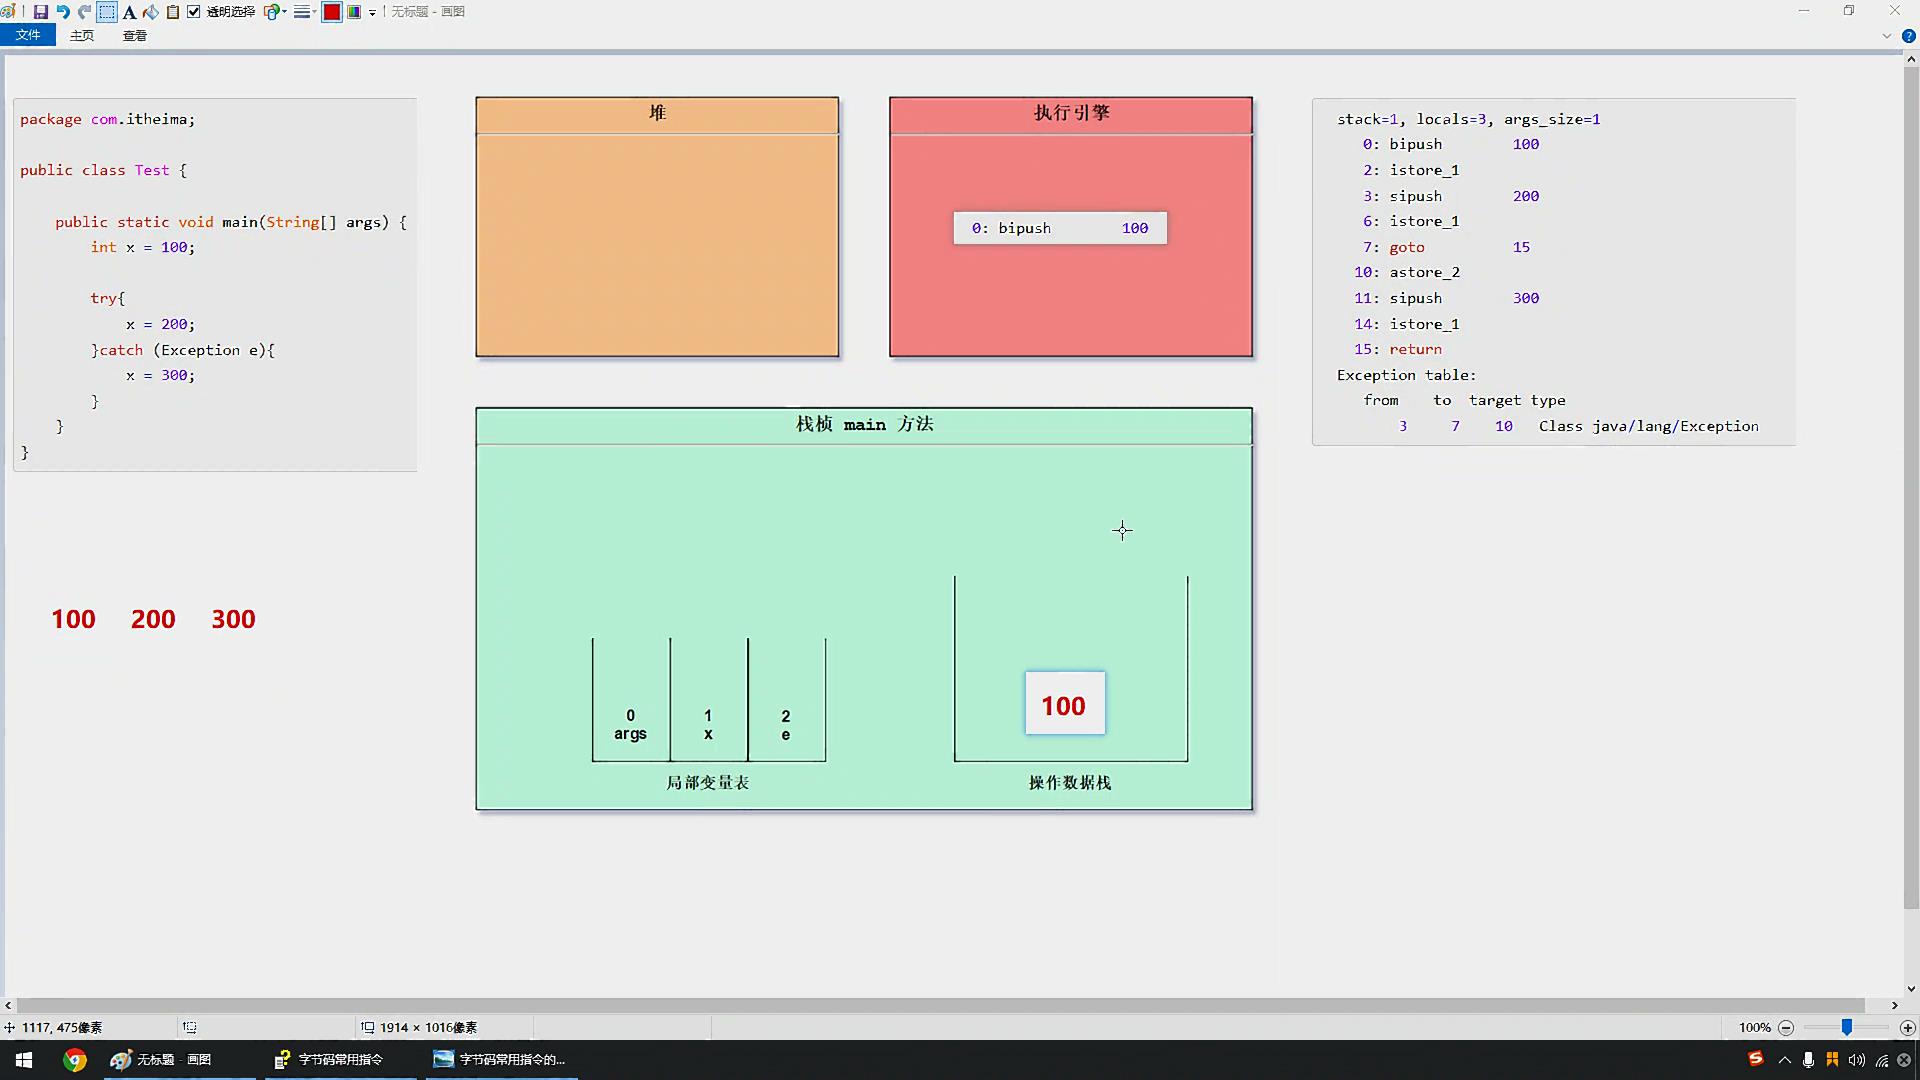 透明选择
无标题 - 画图
文件 主页 查看
package com.itheima;
public class Test {
public static void main(String[] args) {
int x = 100;
try{
x = 200;
}catch (Exception e){
x = 300;
}
}
}
100 200 300
堆
执行引擎
0: bipush 100
栈桢 main 方法
0 1 2
args x e
局部变量表
100
操作数据栈
stack=1, locals=3, args_size=1
0: bipush 100
2: istore_1
3: sipush 200
6: istore_1
7: goto 15
10: astore_2
11: sipush 300
14: istore_1
15: return
Exception table:
from to target type
3 7 10 Class java/lang/Exception
1117, 475像素
1914 × 1016像素
100%
无标题 - 画图
字节码常用指令
字节码常用指令的...